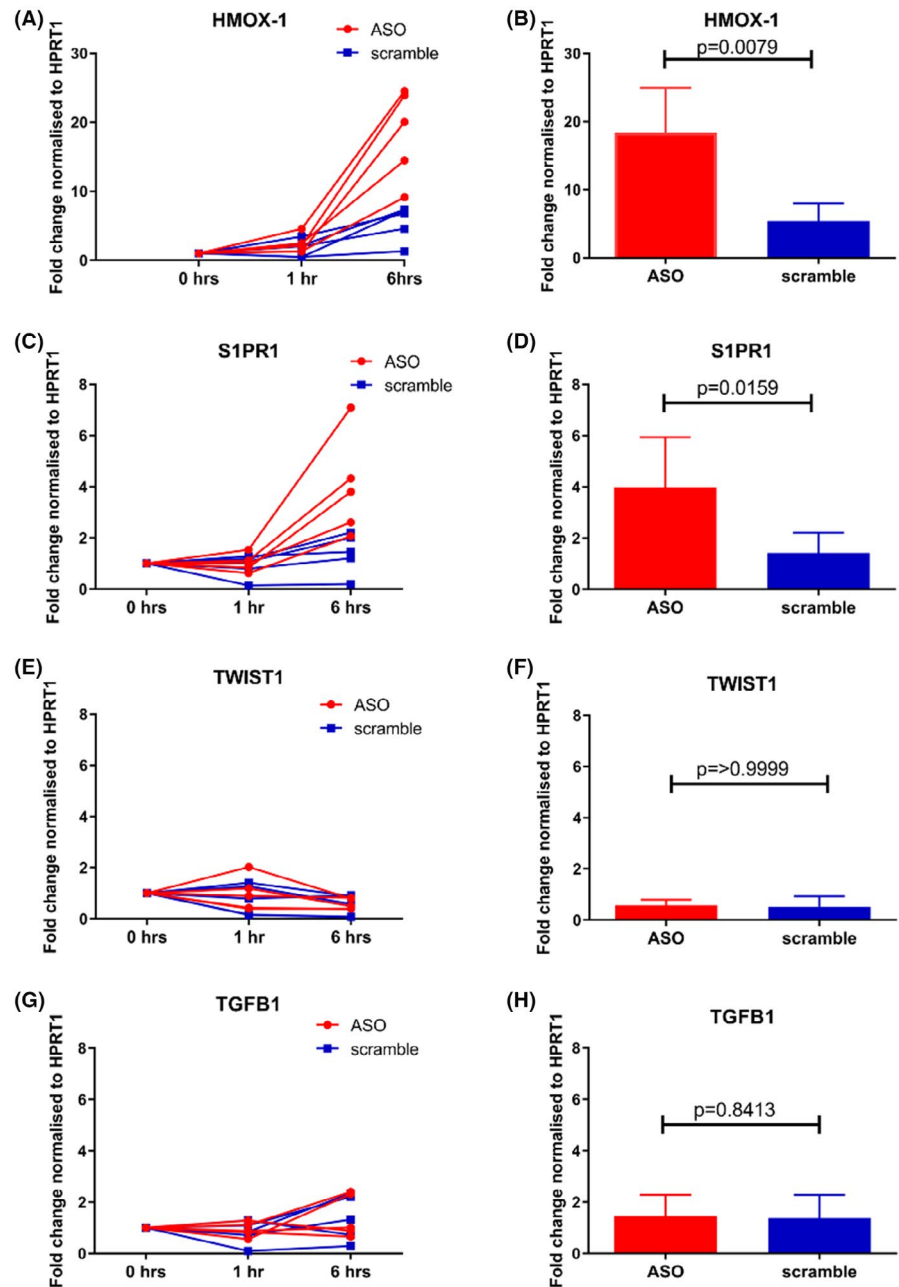 (A)
HMOX-1
ASO
scramble
Fold change normalised to HPRT1
30
20
10
0
0 hrs 1 hr 6hrs
(B)
HMOX-1
p=0.0079
Fold change normalised to HPRT1
30
20
10
0
ASO scramble
(C)
S1PR1
ASO
scramble
Fold change normalised to HPRT1
8
6
4
2
0
0 hrs 1 hr 6 hrs
(D)
S1PR1
p=0.0159
Fold change normalised to HPRT1
8
6
4
2
0
ASO scramble
(E)
TWIST1
ASO
scramble
Fold change normalised to HPRT1
8
6
4
2
0
0 hrs 1 hr 6 hrs
(F)
TWIST1
p=>0.9999
Fold change normalised to HPRT1
8
6
4
2
0
ASO scramble
(G)
TGFB1
ASO
scramble
Fold change normalised to HPRT1
8
6
4
2
0
0 hrs 1 hr 6 hrs
(H)
TGFB1
p=0.8413
Fold change normalised to HPRT1
8
6
4
2
0
ASO scramble